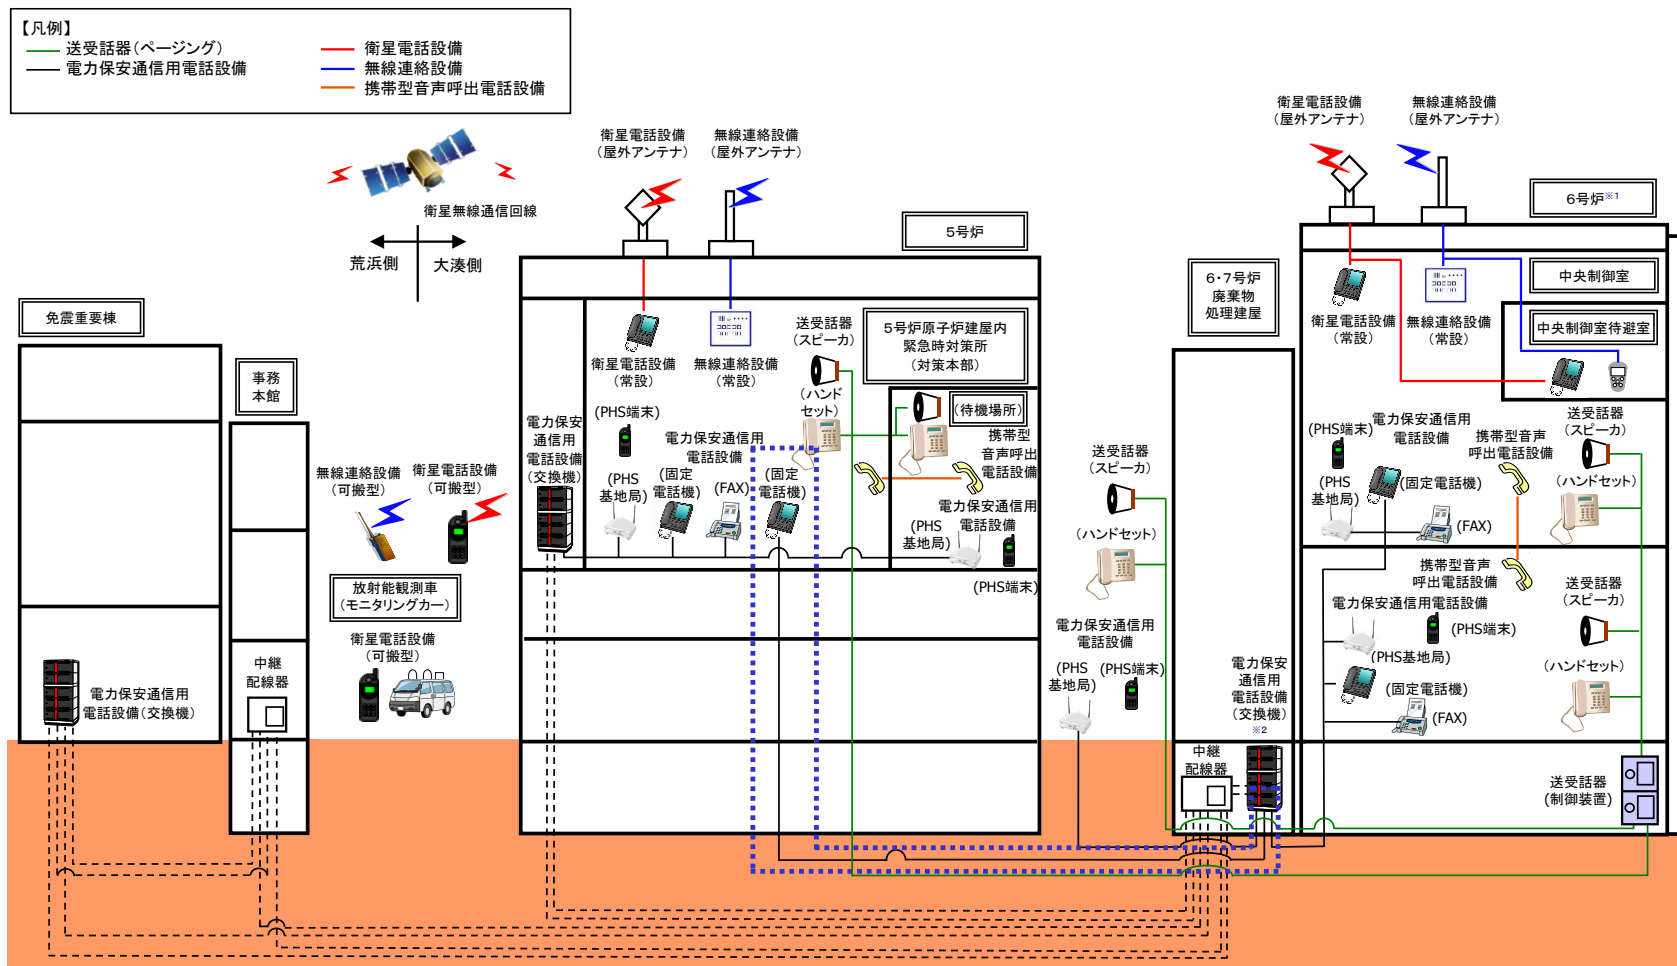 【凡例】
送受話器(ページング)
電力保安通信用電話設備
衛星電話設備
無線連絡設備
携帯型音声呼出電話設備
衛星無線通信回線
荒浜側
大湊側
免震重要棟
電力保安通信用
電話設備(交換機)
事務
本館
中継
配線器
無線連絡設備
(可搬型)
衛星電話設備
(可搬型)
放射能観測車
(モニタリングカー)
衛星電話設備
(可搬型)
衛星電話設備
(屋外アンテナ)
無線連絡設備
(屋外アンテナ)
5号炉
衛星電話設備
(常設)
無線連絡設備
(常設)
送受話器
(スピーカ)
(ハンド
セット)
5号炉原子炉建屋内
緊急時対策所
(対策本部)
(待機場所)
携帯型
音声呼出
電話設備
電力保安
通信用
電話設備
(交換機)
(PHS端末)
(PHS
基地局)
電力保安通信用
電話設備
(固定
電話機)
(FAX)
(固定
電話機)
電力保安通信用
電話設備
(PHS
基地局)
(PHS端末)
送受話器
(スピーカ)
(ハンドセット)
電力保安通信用
電話設備
(PHS
基地局)
(PHS端末)
6・7号炉
廃棄物
処理建屋
電力保安
通信用
電話設備
(交換機)
※2
中継
配線器
衛星電話設備
(屋外アンテナ)
無線連絡設備
(屋外アンテナ)
6号炉※1
中央制御室
中央制御室待避室
衛星電話設備
(常設)
無線連絡設備
(常設)
(PHS端末)
電力保安通信用
電話設備
(PHS
基地局)
(固定電話機)
(FAX)
携帯型音声
呼出電話設備
送受話器
(スピーカ)
(ハンドセット)
携帯型音声
呼出電話設備
電力保安通信用電話設備
(PHS端末)
(PHS基地局)
(固定電話機)
(FAX)
送受話器
(スピーカ)
(ハンドセット)
送受話器
(制御装置)